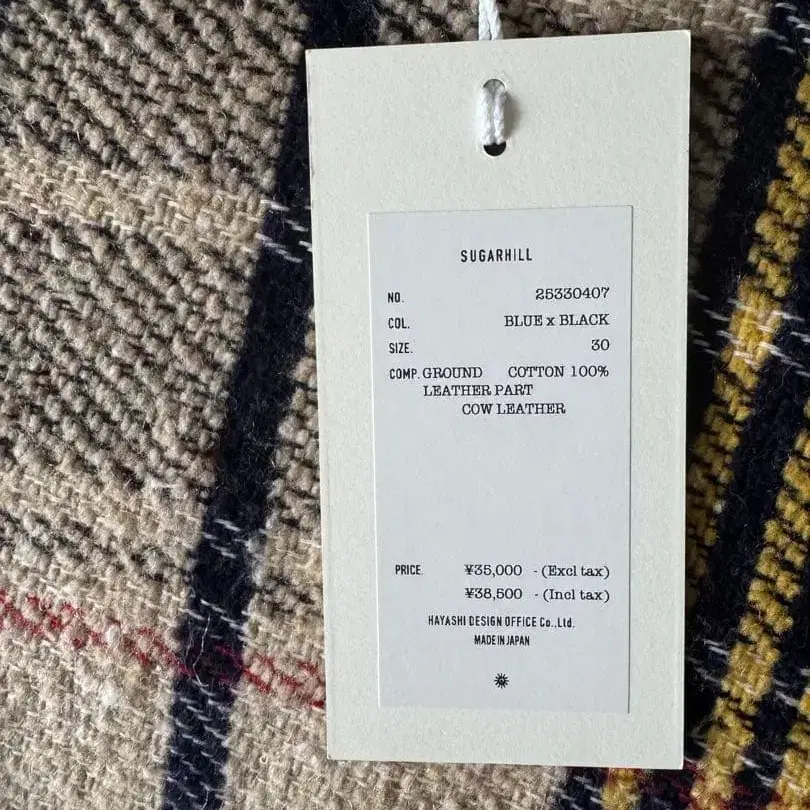 SUGARHILL
NO. 25330407
COL. BLUE x BLACK
SIZE. 30
COMP. GROUND COTTON 100%
LEATHER PART
COW LEATHER
PRICE. ¥35,000 - (Excl tax)
¥38,500 - (Incl tax)
HAYASHI DESIGN OFFICE Co.,Ltd.
MADE IN JAPAN